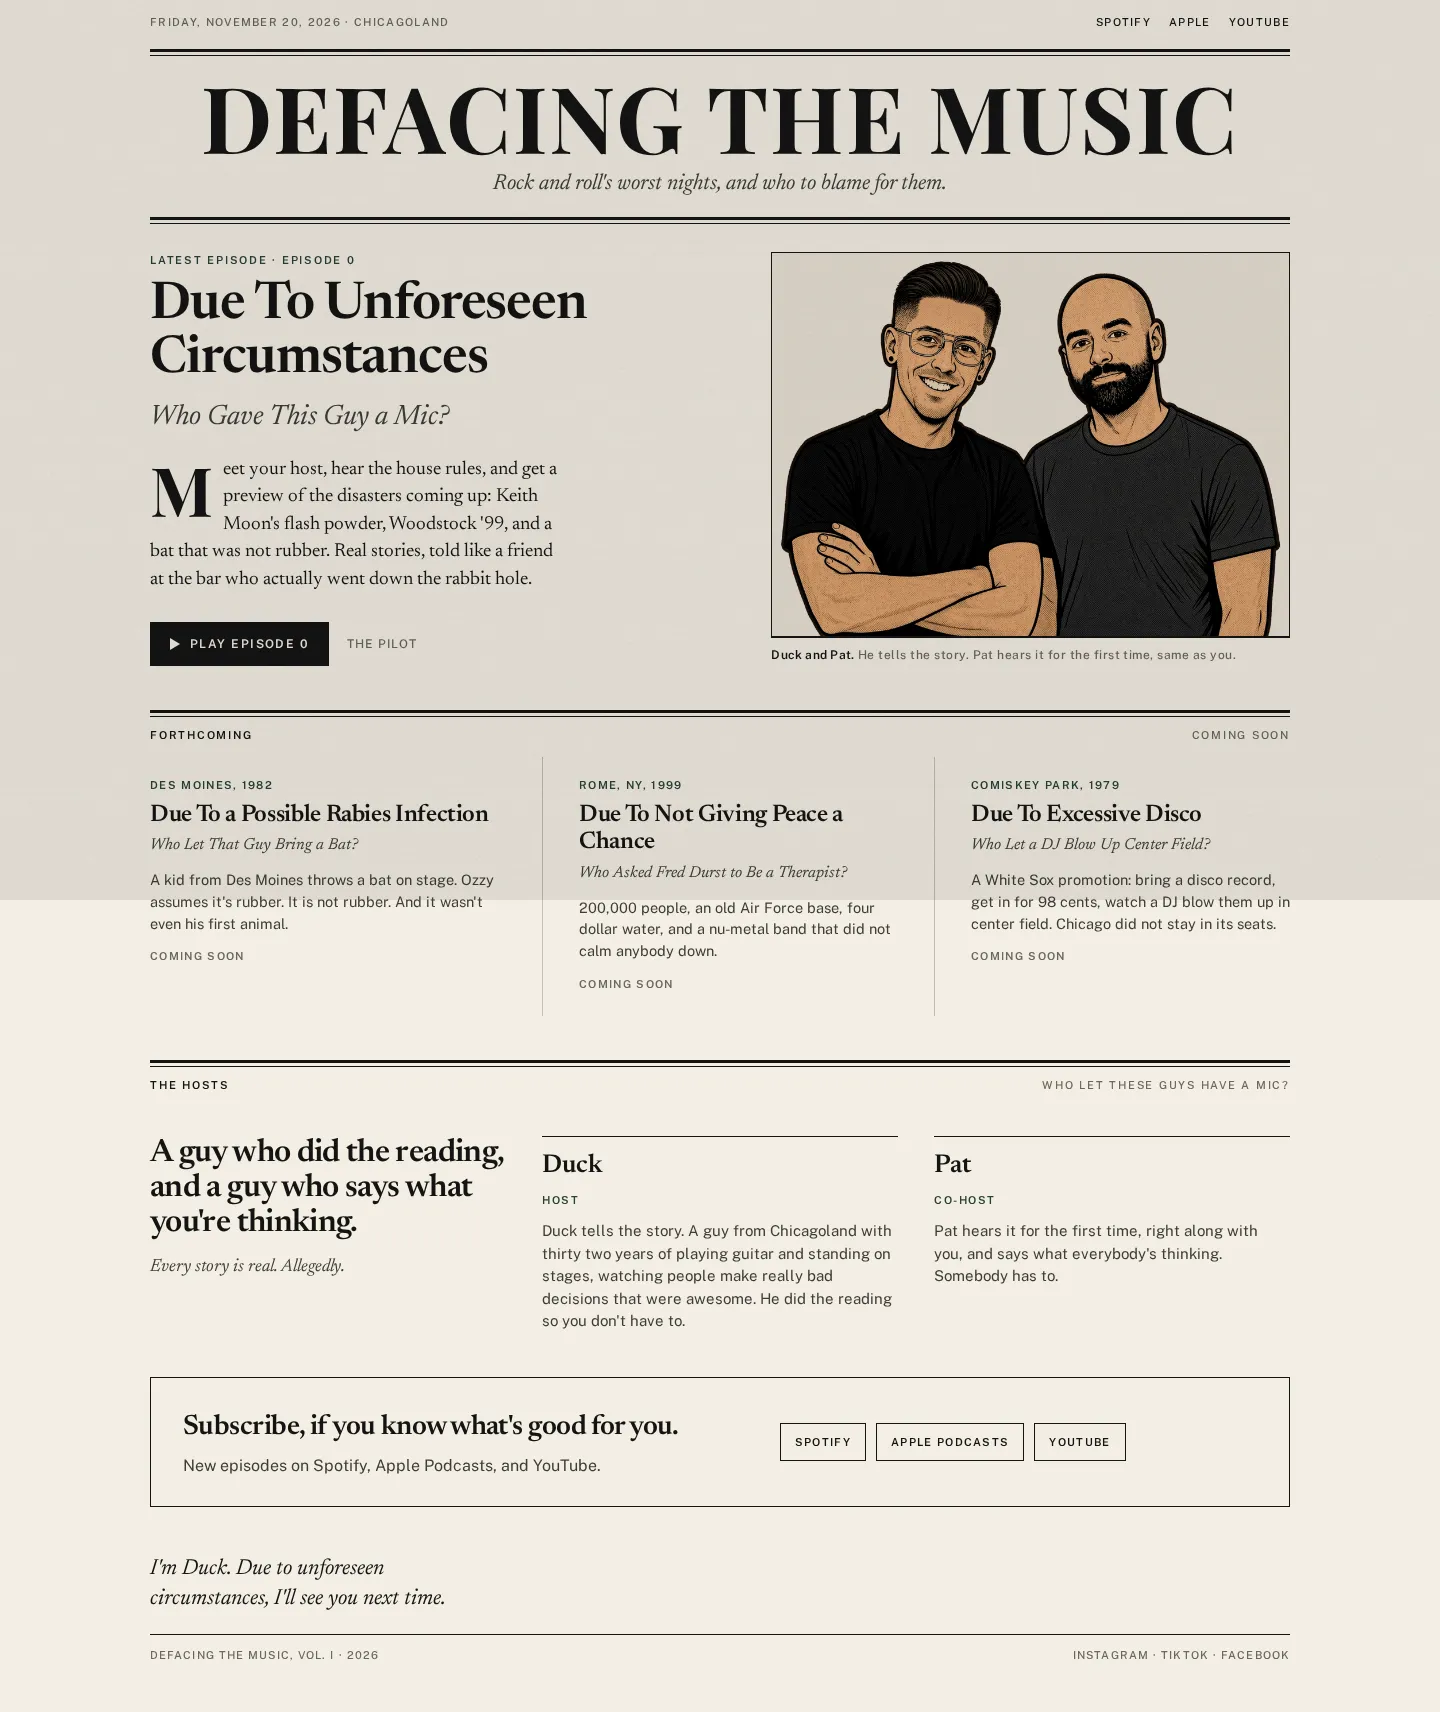 FRIDAY, NOVEMBER 20, 2026 · CHICAGOLAND
SPOTIFY APPLE YOUTUBE
DEFACING THE MUSIC
Rock and roll's worst nights, and who to blame for them.
LATEST EPISODE · EPISODE 0
Due To Unforeseen
Circumstances
Who Gave This Guy a Mic?
Meet your host, hear the house rules, and get a
preview of the disasters coming up: Keith
Moon's flash powder, Woodstock '99, and a
bat that was not rubber. Real stories, told like a friend
at the bar who actually went down the rabbit hole.
PLAY EPISODE 0
THE PILOT
Duck and Pat. He tells the story. Pat hears it for the first time, same as you.
FORTHCOMING
COMING SOON
DES MOINES, 1982
Due To a Possible Rabies Infection
Who Let That Guy Bring a Bat?
A kid from Des Moines throws a bat on stage. Ozzy
assumes it's rubber. It is not rubber. And it wasn't
even his first animal.
COMING SOON
ROME, NY, 1999
Due To Not Giving Peace a
Chance
Who Asked Fred Durst to Be a Therapist?
200,000 people, an old Air Force base, four
dollar water, and a nu-metal band that did not
calm anybody down.
COMING SOON
COMISKEY PARK, 1979
Due To Excessive Disco
Who Let a DJ Blow Up Center Field?
A White Sox promotion: bring a disco record,
get in for 98 cents, watch a DJ blow them up in
center field. Chicago did not stay in its seats.
COMING SOON
THE HOSTS
WHO LET THESE GUYS HAVE A MIC?
A guy who did the reading,
and a guy who says what
you're thinking.
Every story is real. Allegedly.
Duck
HOST
Duck tells the story. A guy from Chicagoland with
thirty two years of playing guitar and standing on
stages, watching people make really bad
decisions that were awesome. He did the reading
so you don't have to.
Pat
CO-HOST
Pat hears it for the first time, right along with
you, and says what everybody's thinking.
Somebody has to.
Subscribe, if you know what's good for you.
New episodes on Spotify, Apple Podcasts, and YouTube.
SPOTIFY
APPLE PODCASTS
YOUTUBE
I'm Duck. Due to unforeseen
circumstances, I'll see you next time.
DEFACING THE MUSIC, VOL. I · 2026
INSTAGRAM · TIKTOK · FACEBOOK